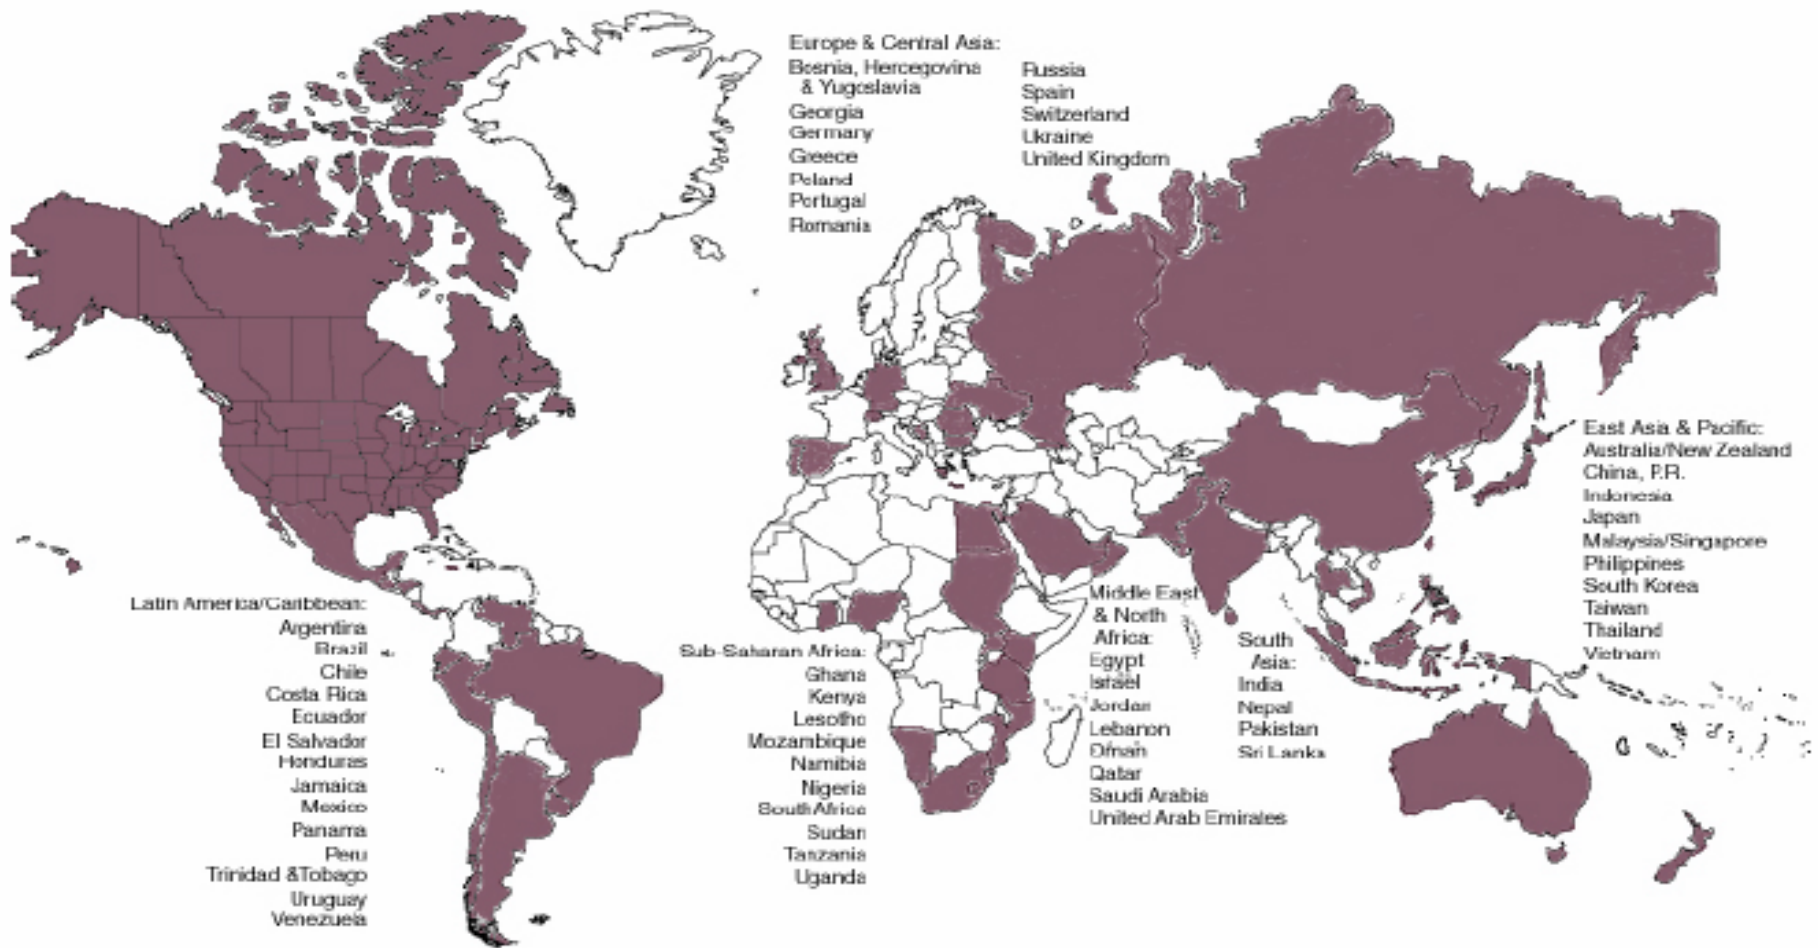 Europe & Central Asia:
Bosnia, Hercegovina
& Yugoslavia
Georgia
Germany
Greece
Poland
Portugal
Romania
Russia
Spain
Switzerland
Ukraine
United Kingdom
East Asia & Pacific:
Australia/New Zealand
China, P.R.
Indonesia
Japan
Malaysia/Singapore
Philippines
South Korea
Taiwan
Thailand
Vietnam
Latin America/Caribbean:
Argentina
Brazil
Chile
Costa Rica
Ecuador
El Salvador
Honduras
Jamaica
Mexico
Panama
Peru
Trinidad &Tobago
Uruguay
Venezuela
Sub-Saharan Africa:
Ghana
Kenya
Lesotho
Mozambique
Namibia
Nigeria
South Africa
Sudan
Tanzania
Uganda
Middle East
& North
Africa:
Egypt
Israel
Jordan
Lebanon
Oman
Qatar
Saudi Arabia
United Arab Emirates
South
Asia:
India
Nepal
Pakistan
Sri Lanka